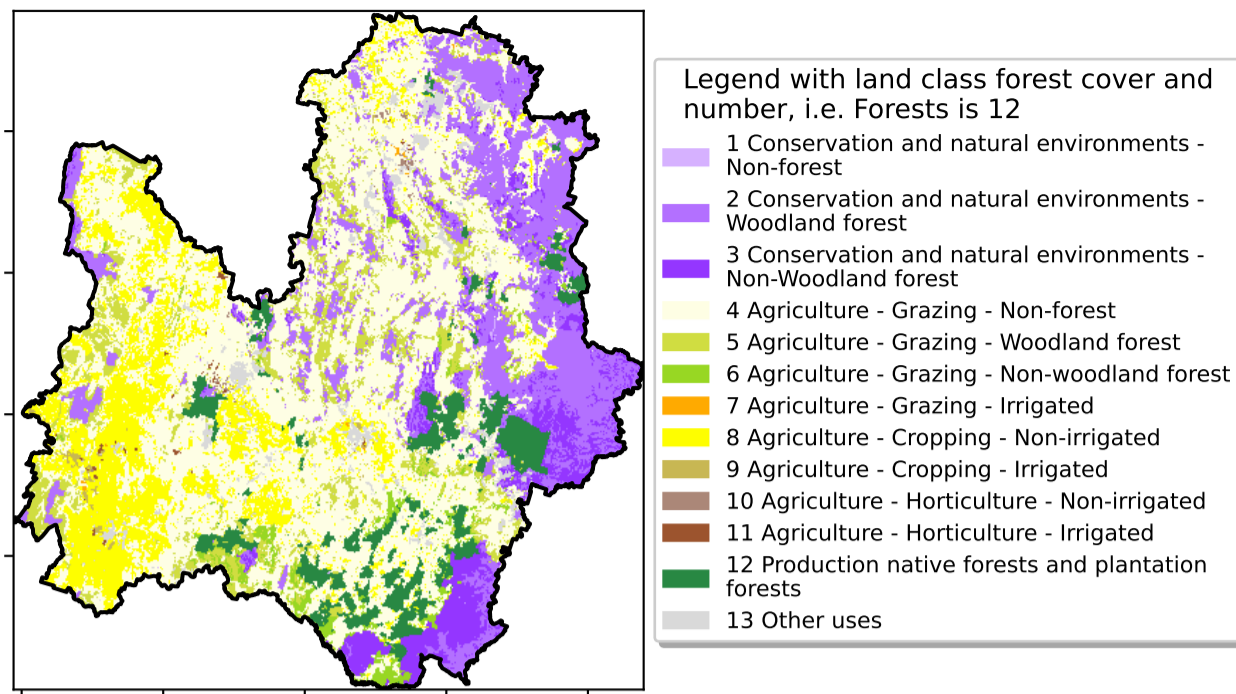 Legend with land class forest cover and
number, i.e. Forests is 12
1 Conservation and natural environments -
Non-forest
2 Conservation and natural environments -
Woodland forest
3 Conservation and natural environments -
Non-Woodland forest
4 Agriculture - Grazing - Non-forest
5 Agriculture - Grazing - Woodland forest
6 Agriculture - Grazing - Non-woodland forest
7 Agriculture - Grazing - Irrigated
8 Agriculture - Cropping - Non-irrigated
9 Agriculture - Cropping - Irrigated
10 Agriculture - Horticulture - Non-irrigated
11 Agriculture - Horticulture - Irrigated
12 Production native forests and plantation
forests
13 Other uses